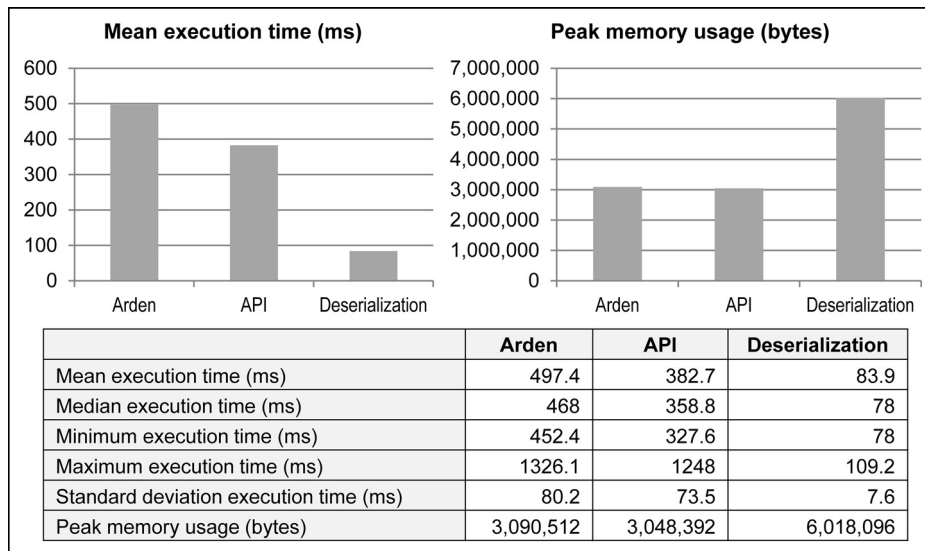 Mean execution time (ms)
600
500
400
300
200
100
0
Arden API Deserialization
Peak memory usage (bytes)
7,000,000
6,000,000
5,000,000
4,000,000
3,000,000
2,000,000
1,000,000
0
Arden API Deserialization
Arden API Deserialization
Mean execution time (ms) 497.4 382.7 83.9
Median execution time (ms) 468 358.8 78
Minimum execution time (ms) 452.4 327.6 78
Maximum execution time (ms) 1326.1 1248 109.2
Standard deviation execution time (ms) 80.2 73.5 7.6
Peak memory usage (bytes) 3,090,512 3,048,392 6,018,096